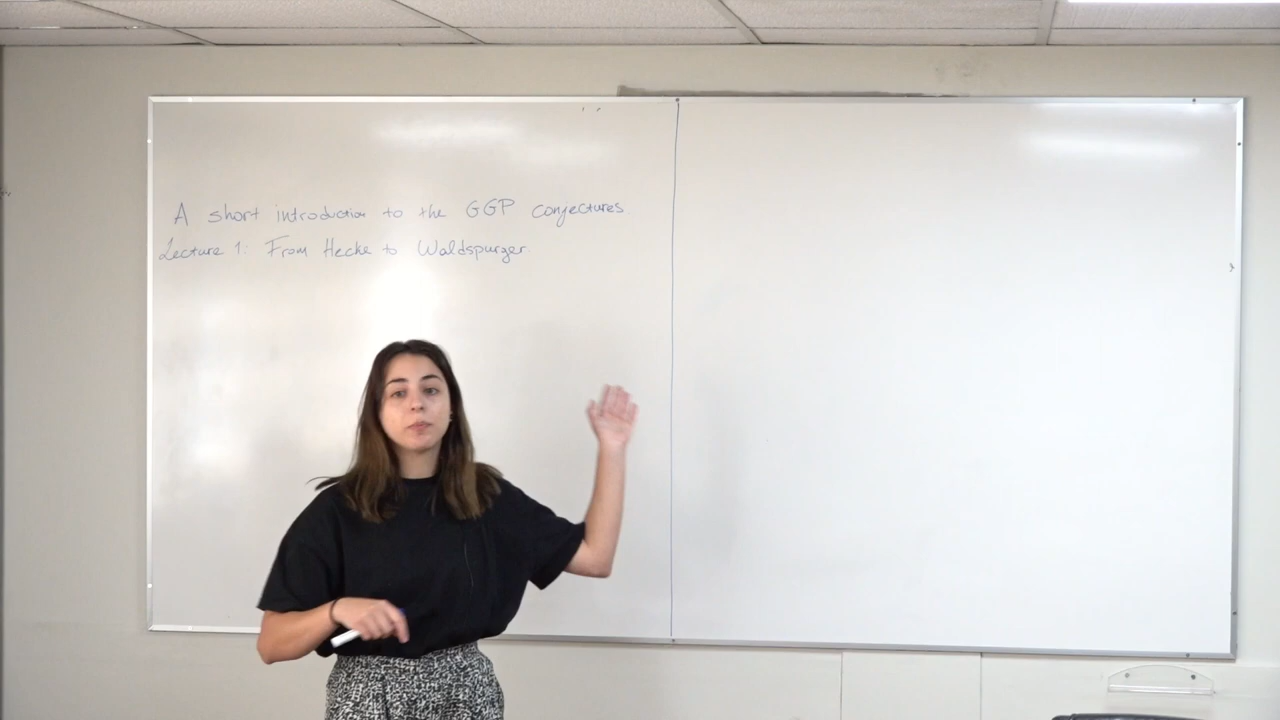 A short introduction to the GGP conjectures
Lecture 1: From Hecke to Waldspurger.